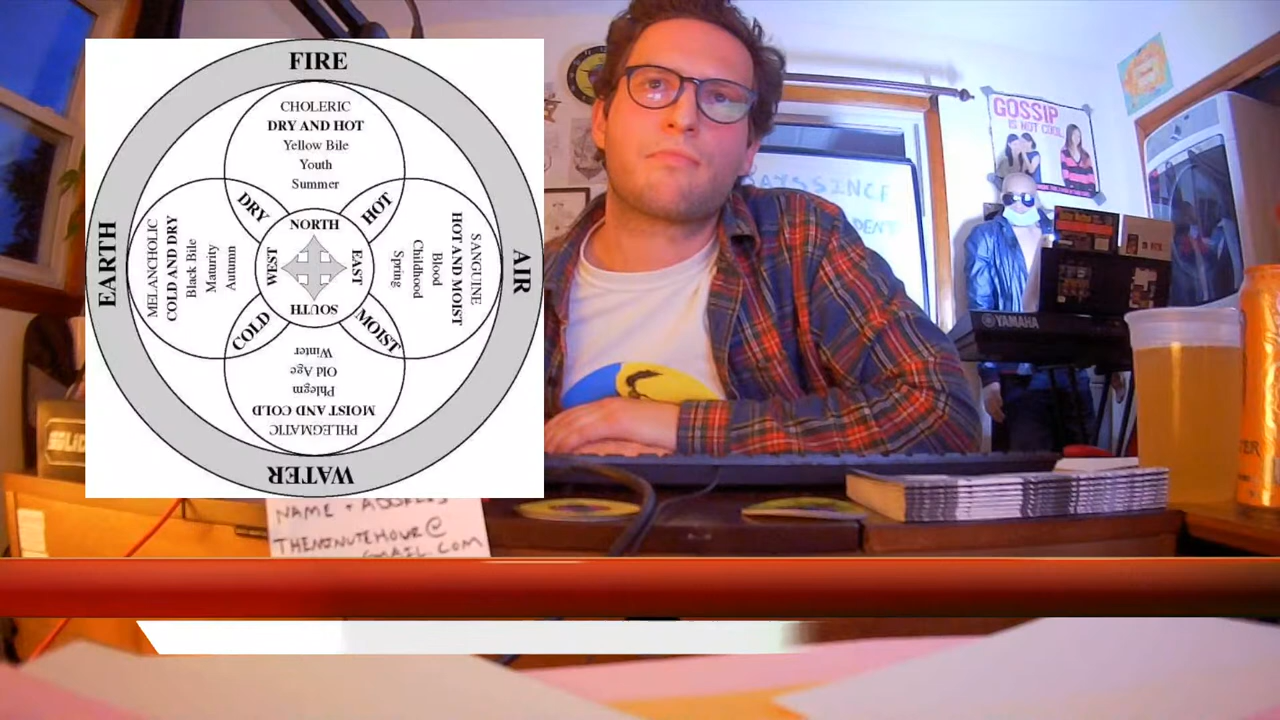 FIRE
CHOLERIC
DRY AND HOT
Yellow Bile
Youth
Summer
DRY
HOT
NORTH
EARTH
MELANCHOLIC
COLD AND DRY
Black Bile
Maturity
Autumn
WEST
EAST
Spring
Childhood
Blood
HOT AND MOIST
SANGUINE
AIR
SOUTH
COLD
MOIST
Winter
Old Age
Phlegm
MOIST AND COLD
PHLEGMATIC
WATER
GOSSIP
IS NOT COOL
DAYS SINCE
YAMAHA
NAME + ADDRESS
THEMINUTEHOUR@
GMAIL.COM